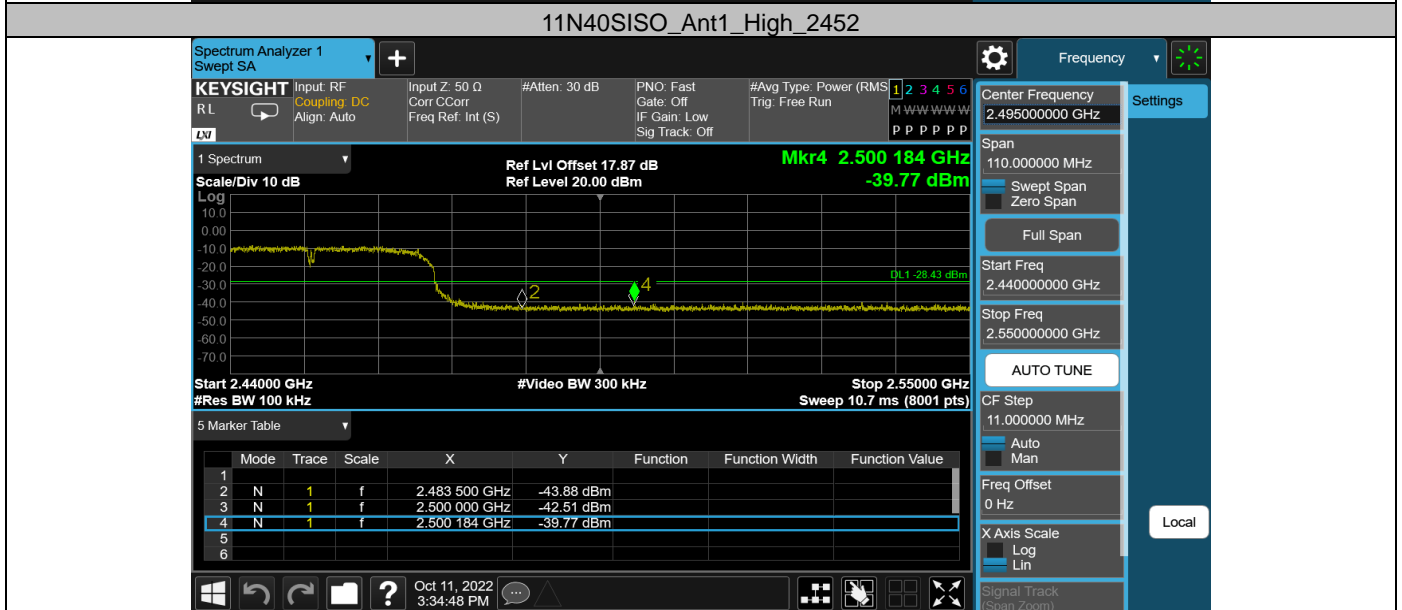 11N40SISO_Ant1_High_2452
Spectrum Analyzer 1
Swept SA
+
Frequency
KEYSIGHT
RL
LXI
Input: RF
Coupling: DC
Align: Auto
Input Z: 50 Ω
Corr CCorr
Freq Ref: Int (S)
#Atten: 30 dB
PNO: Fast
Gate: Off
IF Gain: Low
Sig Track: Off
#Avg Type: Power (RMS
Trig: Free Run
1 2 3 4 5 6
M W W W W W
P P P P P P
1 Spectrum
Scale/Div 10 dB
Ref Lvl Offset 17.87 dB
Ref Level 20.00 dBm
Mkr4 2.500 184 GHz
-39.77 dBm
Log
10.0
0.00
-10.0
-20.0
-30.0
-40.0
-50.0
-60.0
-70.0
DL1 -28.43 dBm
2
4
Start 2.44000 GHz
#Res BW 100 kHz
#Video BW 300 kHz
Stop 2.55000 GHz
Sweep 10.7 ms (8001 pts)
5 Marker Table
Mode Trace Scale X Y Function Function Width Function Value
1
2 N 1 f 2.483 500 GHz -43.88 dBm
3 N 1 f 2.500 000 GHz -42.51 dBm
4 N 1 f 2.500 184 GHz -39.77 dBm
5
6
Center Frequency
2.495000000 GHz
Settings
Span
110.000000 MHz
Swept Span
Zero Span
Full Span
Start Freq
2.440000000 GHz
Stop Freq
2.550000000 GHz
AUTO TUNE
CF Step
11.000000 MHz
Auto
Man
Freq Offset
0 Hz
X Axis Scale
Log
Lin
Local
Signal Track
(Span Zoom)
?
Oct 11, 2022
3:34:48 PM